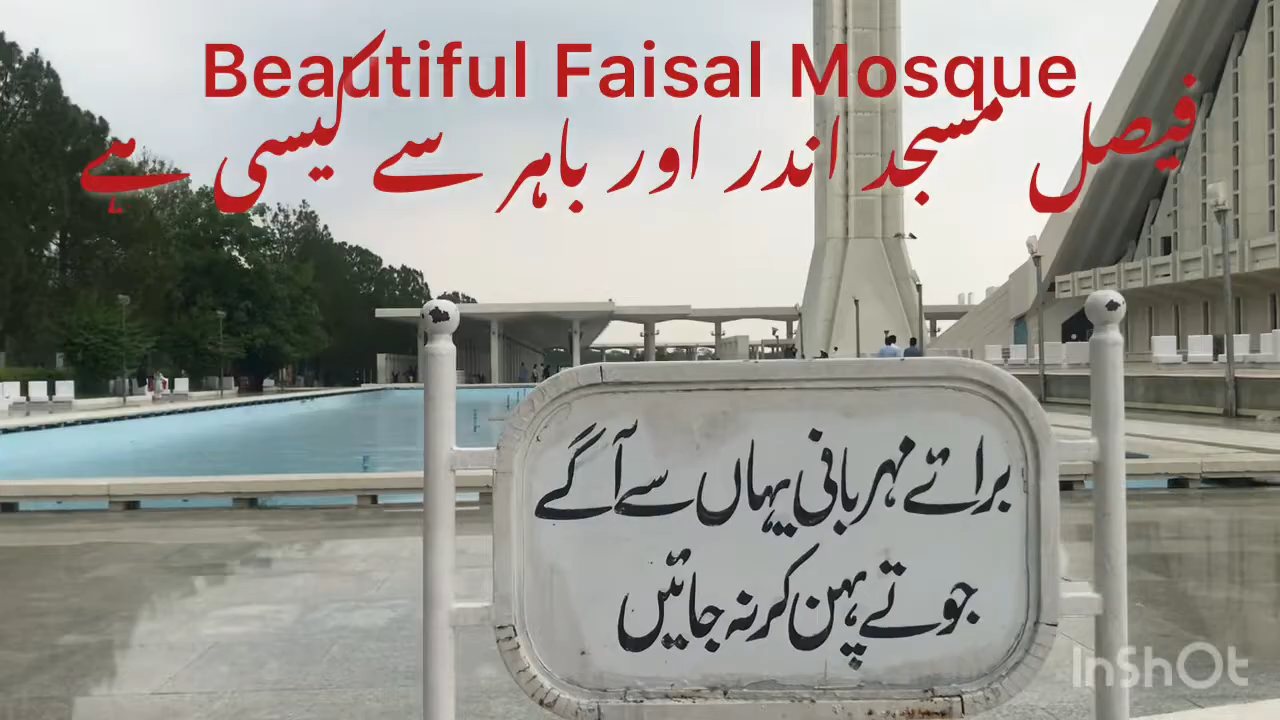 Beautiful Faisal Mosque
فیصل مسجد اندر اور باہر سے کیسی ہے
برائے مہربانی یہاں سے آگے
جوتے پہن کر نہ جائیں
InShOt